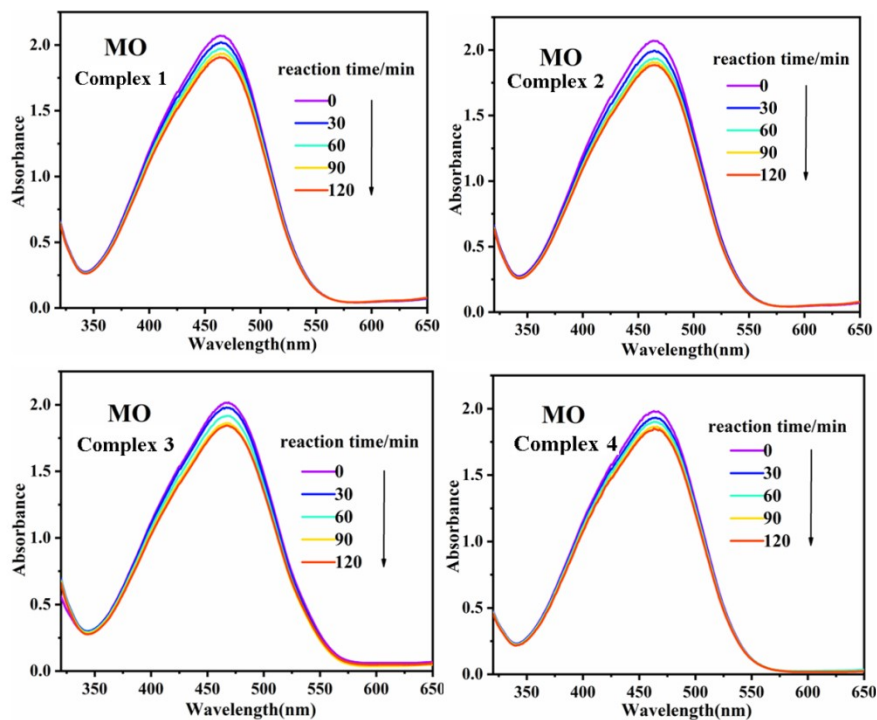 MO
Complex 1
reaction time/min
0
30
60
90
120
2.0
1.5
1.0
0.5
0.0
Absorbance
350 400 450 500 550 600 650
Wavelength(nm)
MO
Complex 2
reaction time/min
0
30
60
90
120
2.0
1.5
1.0
0.5
0.0
Absorbance
350 400 450 500 550 600 650
Wavelength(nm)
MO
Complex 3
reaction time/min
0
30
60
90
120
2.0
1.5
1.0
0.5
0.0
Absorbance
350 400 450 500 550 600 650
Wavelength(nm)
MO
Complex 4
reaction time/min
0
30
60
90
120
2.0
1.5
1.0
0.5
0.0
Absorbance
350 400 450 500 550 600 650
Wavelength(nm)